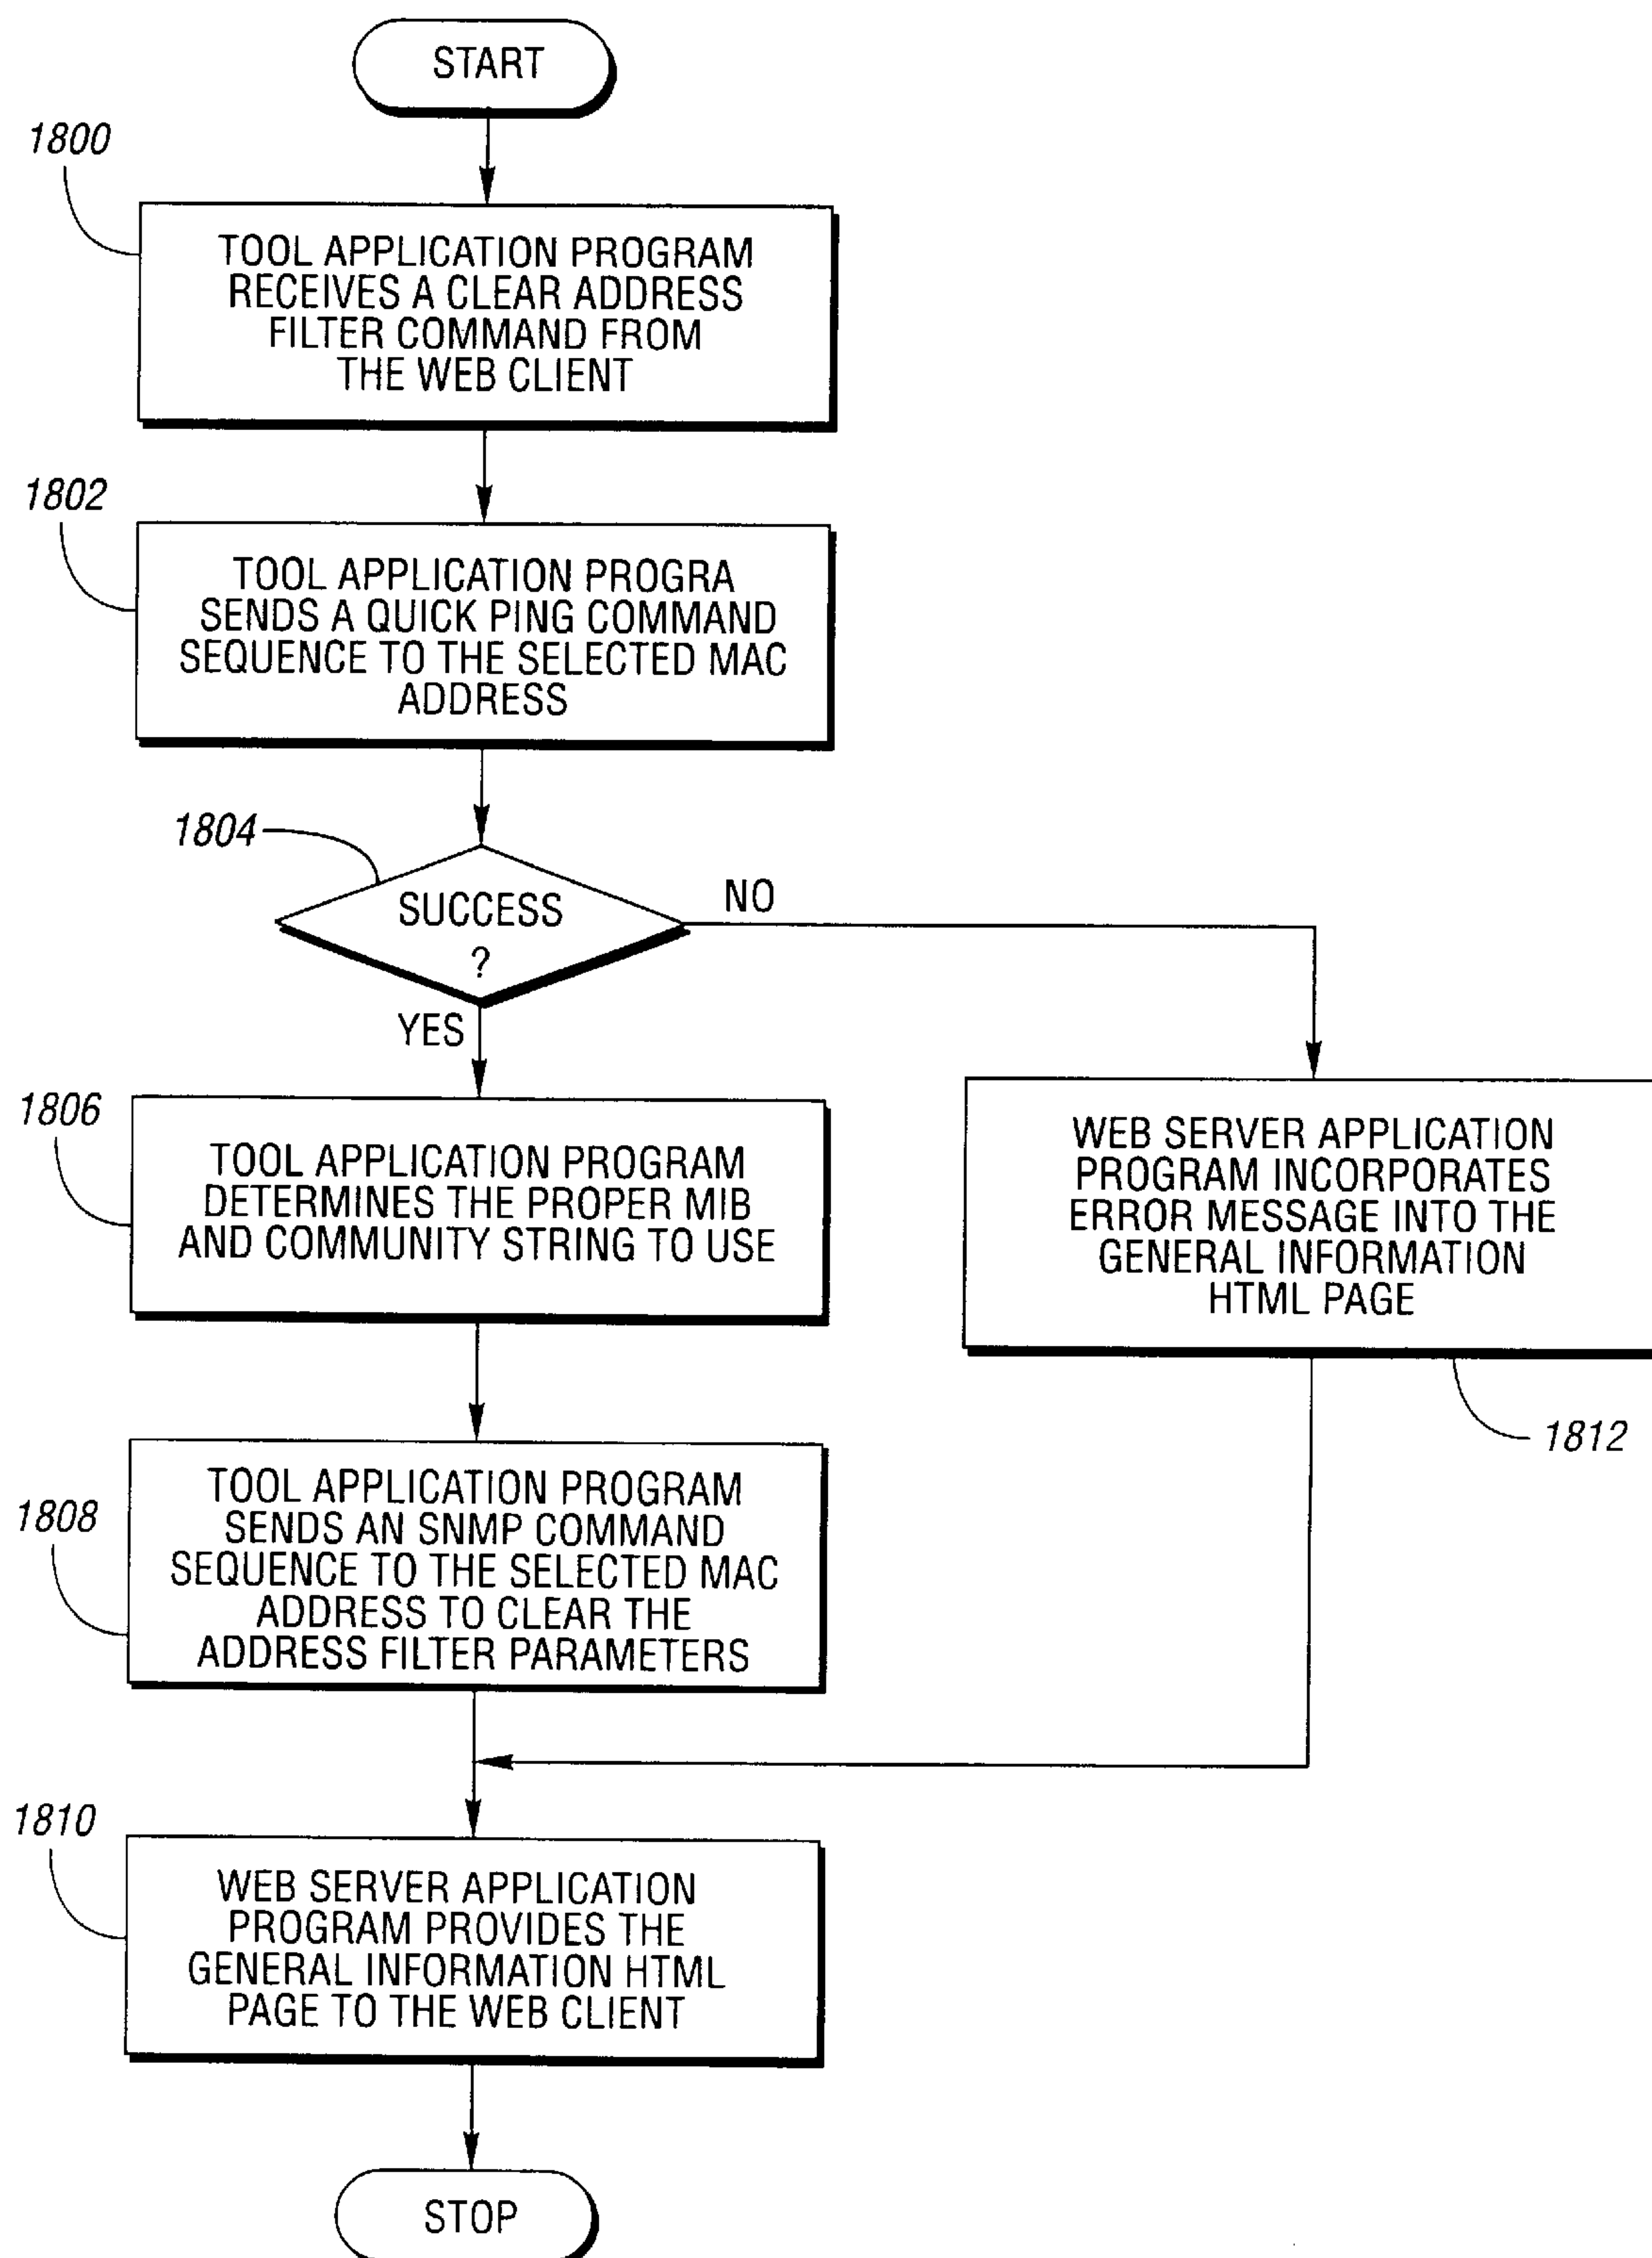 START
1800
TOOL APPLICATION PROGRAM
RECEIVES A CLEAR ADDRESS
FILTER COMMAND FROM
THE WEB CLIENT
1802
TOOL APPLICATION PROGRA
SENDS A QUICK PING COMMAND
SEQUENCE TO THE SELECTED MAC
ADDRESS
1804
SUCCESS
?
NO
YES
1806
TOOL APPLICATION PROGRAM
DETERMINES THE PROPER MIB
AND COMMUNITY STRING TO USE
WEB SERVER APPLICATION
PROGRAM INCORPORATES
ERROR MESSAGE INTO THE
GENERAL INFORMATION
HTML PAGE
1812
1808
TOOL APPLICATION PROGRAM
SENDS AN SNMP COMMAND
SEQUENCE TO THE SELECTED MAC
ADDRESS TO CLEAR THE
ADDRESS FILTER PARAMETERS
1810
WEB SERVER APPLICATION
PROGRAM PROVIDES THE
GENERAL INFORMATION HTML
PAGE TO THE WEB CLIENT
STOP